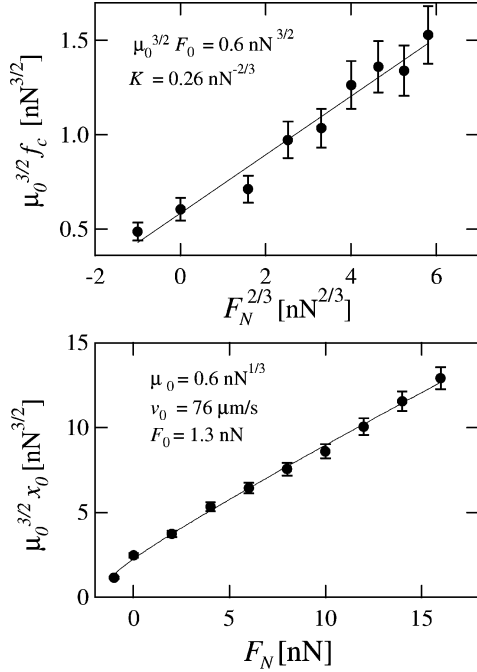 1.5
1.0
0.5
μ₀^3/2 f_c [nN^3/2]
μ₀^3/2 F₀ = 0.6 nN^3/2
K = 0.26 nN^-2/3
-2 0 2 4 6
F_N^2/3 [nN^2/3]
15
10
5
0
μ₀^3/2 x₀ [nN^3/2]
μ₀ = 0.6 nN^1/3
v₀ = 76 μm/s
F₀ = 1.3 nN
0 5 10 15
F_N [nN]